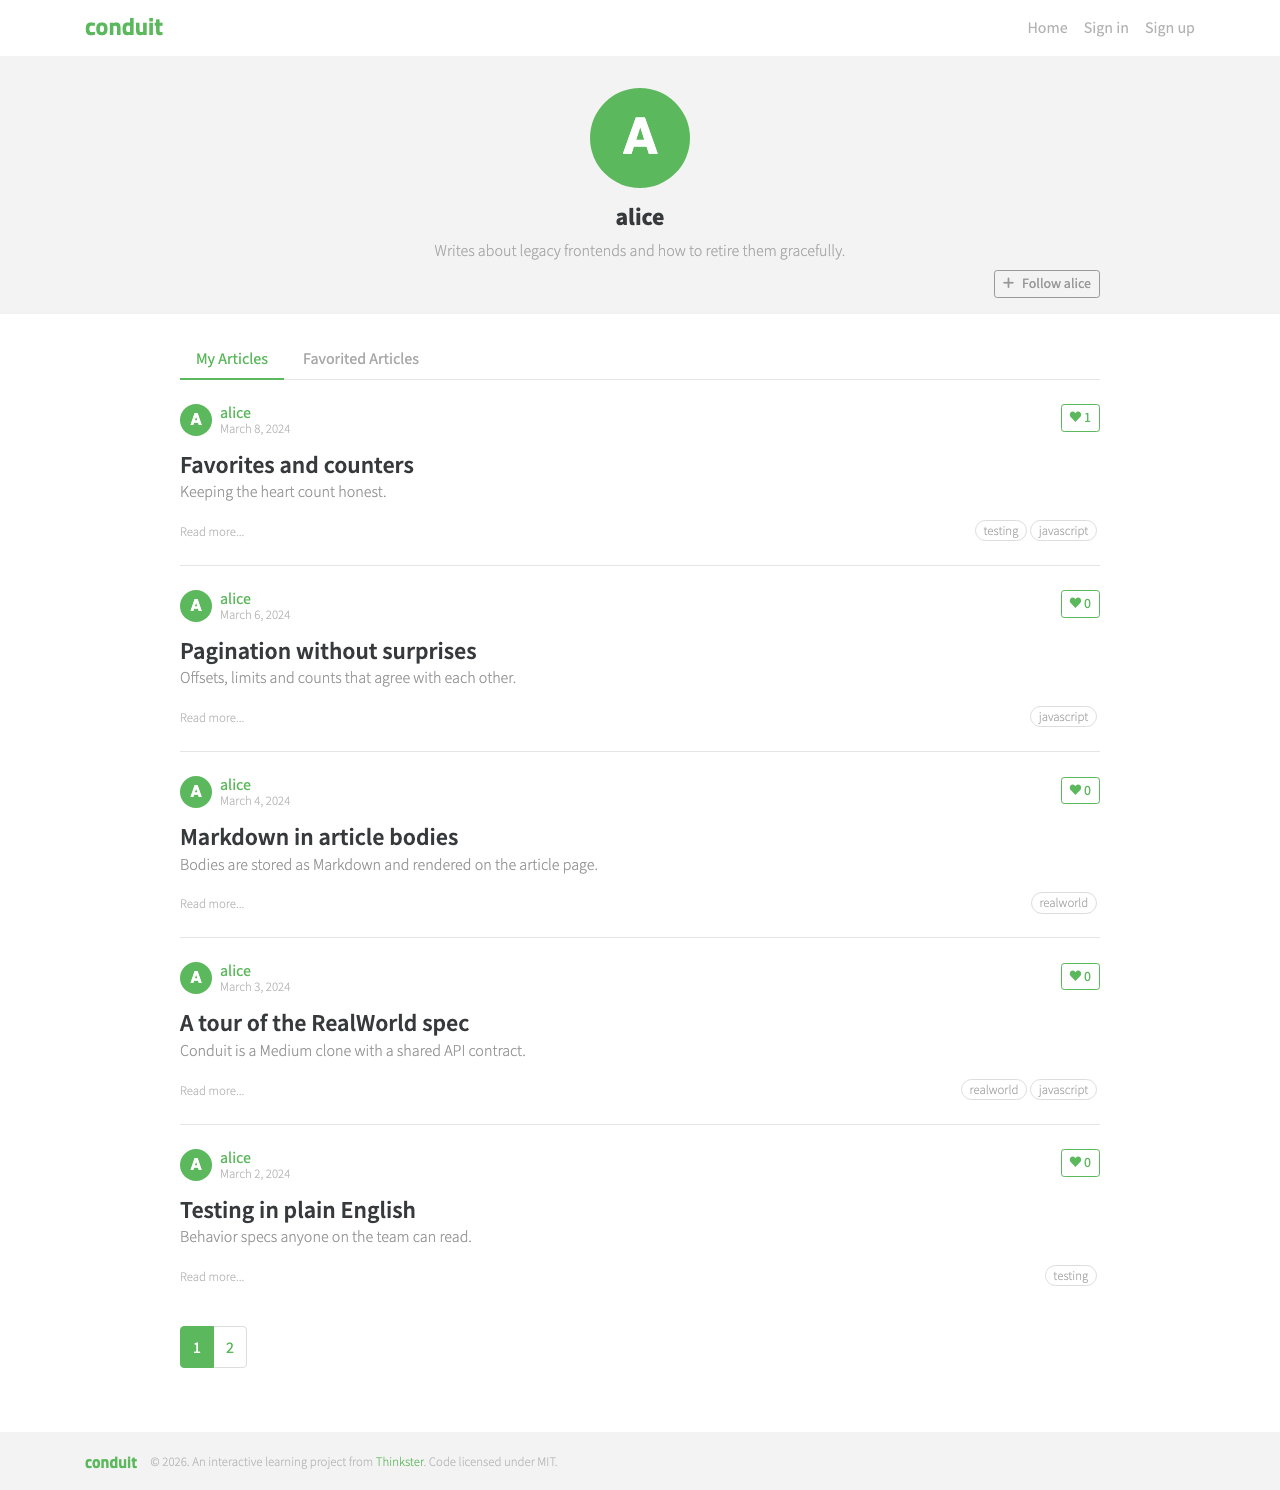 conduit
Home Sign in Sign up
A
alice
Writes about legacy frontends and how to retire them gracefully.
+ Follow alice
My Articles Favorited Articles
A alice 1
March 8, 2024
Favorites and counters
Keeping the heart count honest.
Read more... testing javascript
A alice 0
March 6, 2024
Pagination without surprises
Offsets, limits and counts that agree with each other.
Read more... javascript
A alice 0
March 4, 2024
Markdown in article bodies
Bodies are stored as Markdown and rendered on the article page.
Read more... realworld
A alice 0
March 3, 2024
A tour of the RealWorld spec
Conduit is a Medium clone with a shared API contract.
Read more... realworld javascript
A alice 0
March 2, 2024
Testing in plain English
Behavior specs anyone on the team can read.
Read more... testing
1 2
conduit © 2026. An interactive learning project from Thinkster. Code licensed under MIT.